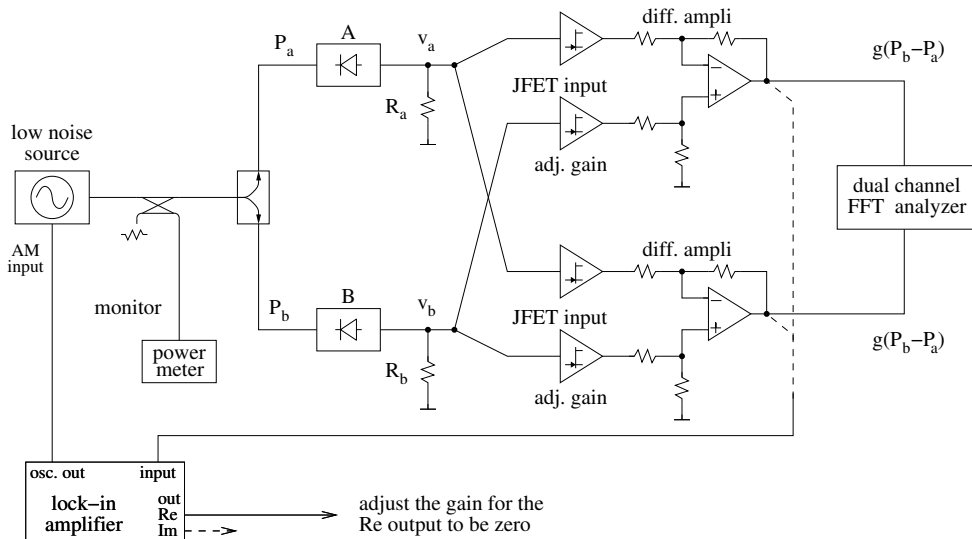 diff. ampli
A
P_a
v_a
g(P_b−P_a)
JFET input
R_a
low noise
source
adj. gain
dual channel
FFT analyzer
AM
input
diff. ampli
monitor
P_b
B
v_b
JFET input
g(P_b−P_a)
power
meter
R_b
adj. gain
osc. out
input
lock−in
amplifier
out
Re
Im
adjust the gain for the
Re output to be zero